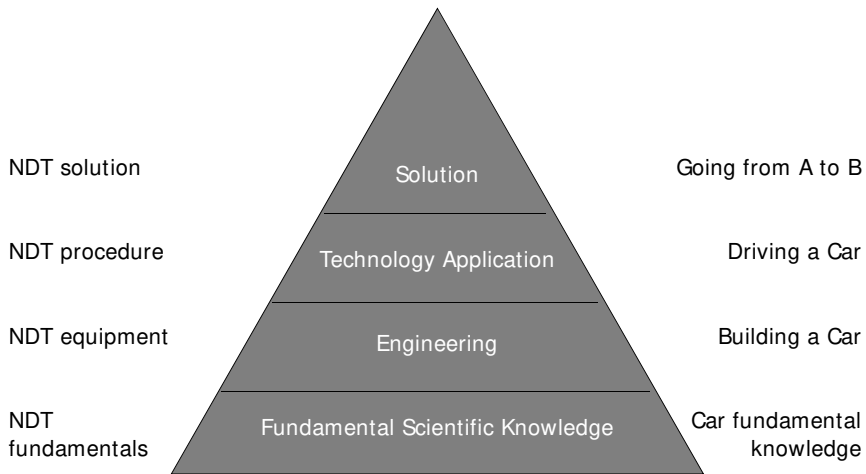 NDT solution
Solution
Going from A to B
NDT procedure
Technology Application
Driving a Car
NDT equipment
Engineering
Building a Car
NDT
fundamentals
Fundamental Scientific Knowledge
Car fundamental
knowledge